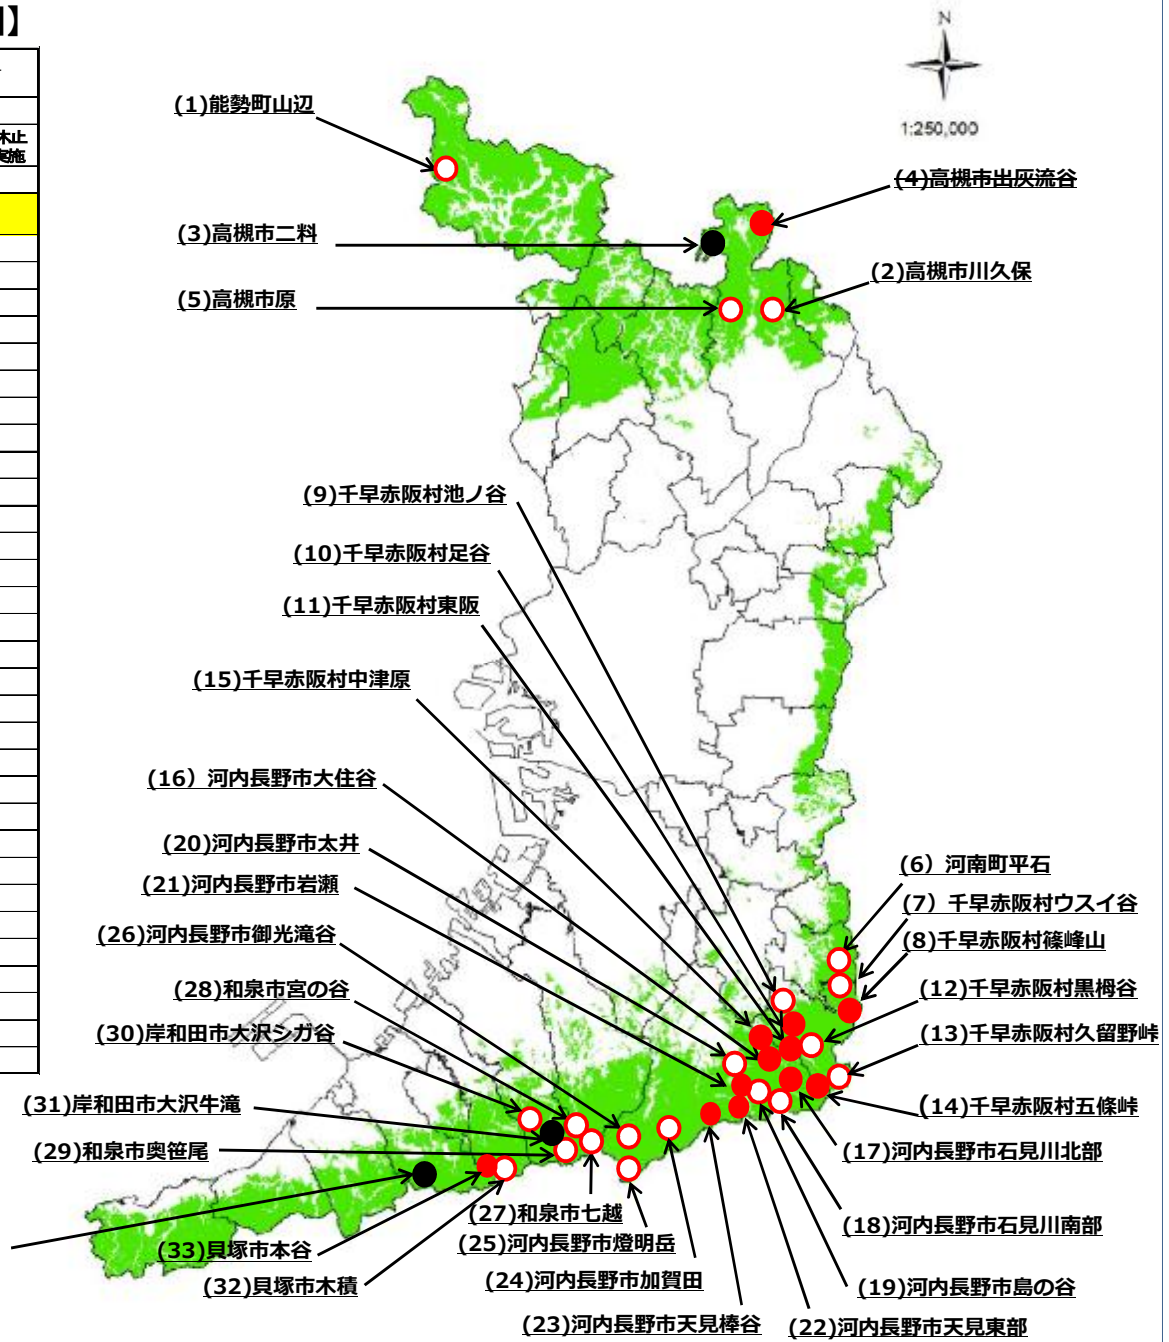 】
N
1:250,000
休止
実施
(1)能勢町山辺
(4)高槻市出灰流谷
(3)高槻市二料
(2)高槻市川久保
(5)高槻市原
(9)千早赤阪村池ノ谷
(10)千早赤阪村足谷
(11)千早赤阪村東阪
(15)千早赤阪村中津原
(16）河内長野市大住谷
(20)河内長野市太井
(21)河内長野市岩瀬
(26)河内長野市御光滝谷
(28)和泉市宮の谷
(30)岸和田市大沢シガ谷
(31)岸和田市大沢牛滝
(29)和泉市奥笹尾
(6）河南町平石
(7）千早赤阪村ウスイ谷
(8)千早赤阪村篠峰山
(12)千早赤阪村黒栂谷
(13)千早赤阪村久留野峠
(14)千早赤阪村五條峠
(17)河内長野市石見川北部
(18)河内長野市石見川南部
(27)和泉市七越
(25)河内長野市燈明岳
(33)貝塚市本谷
(32)貝塚市木積
(24)河内長野市加賀田
(19)河内長野市島の谷
(23)河内長野市天見棒谷
(22)河内長野市天見東部